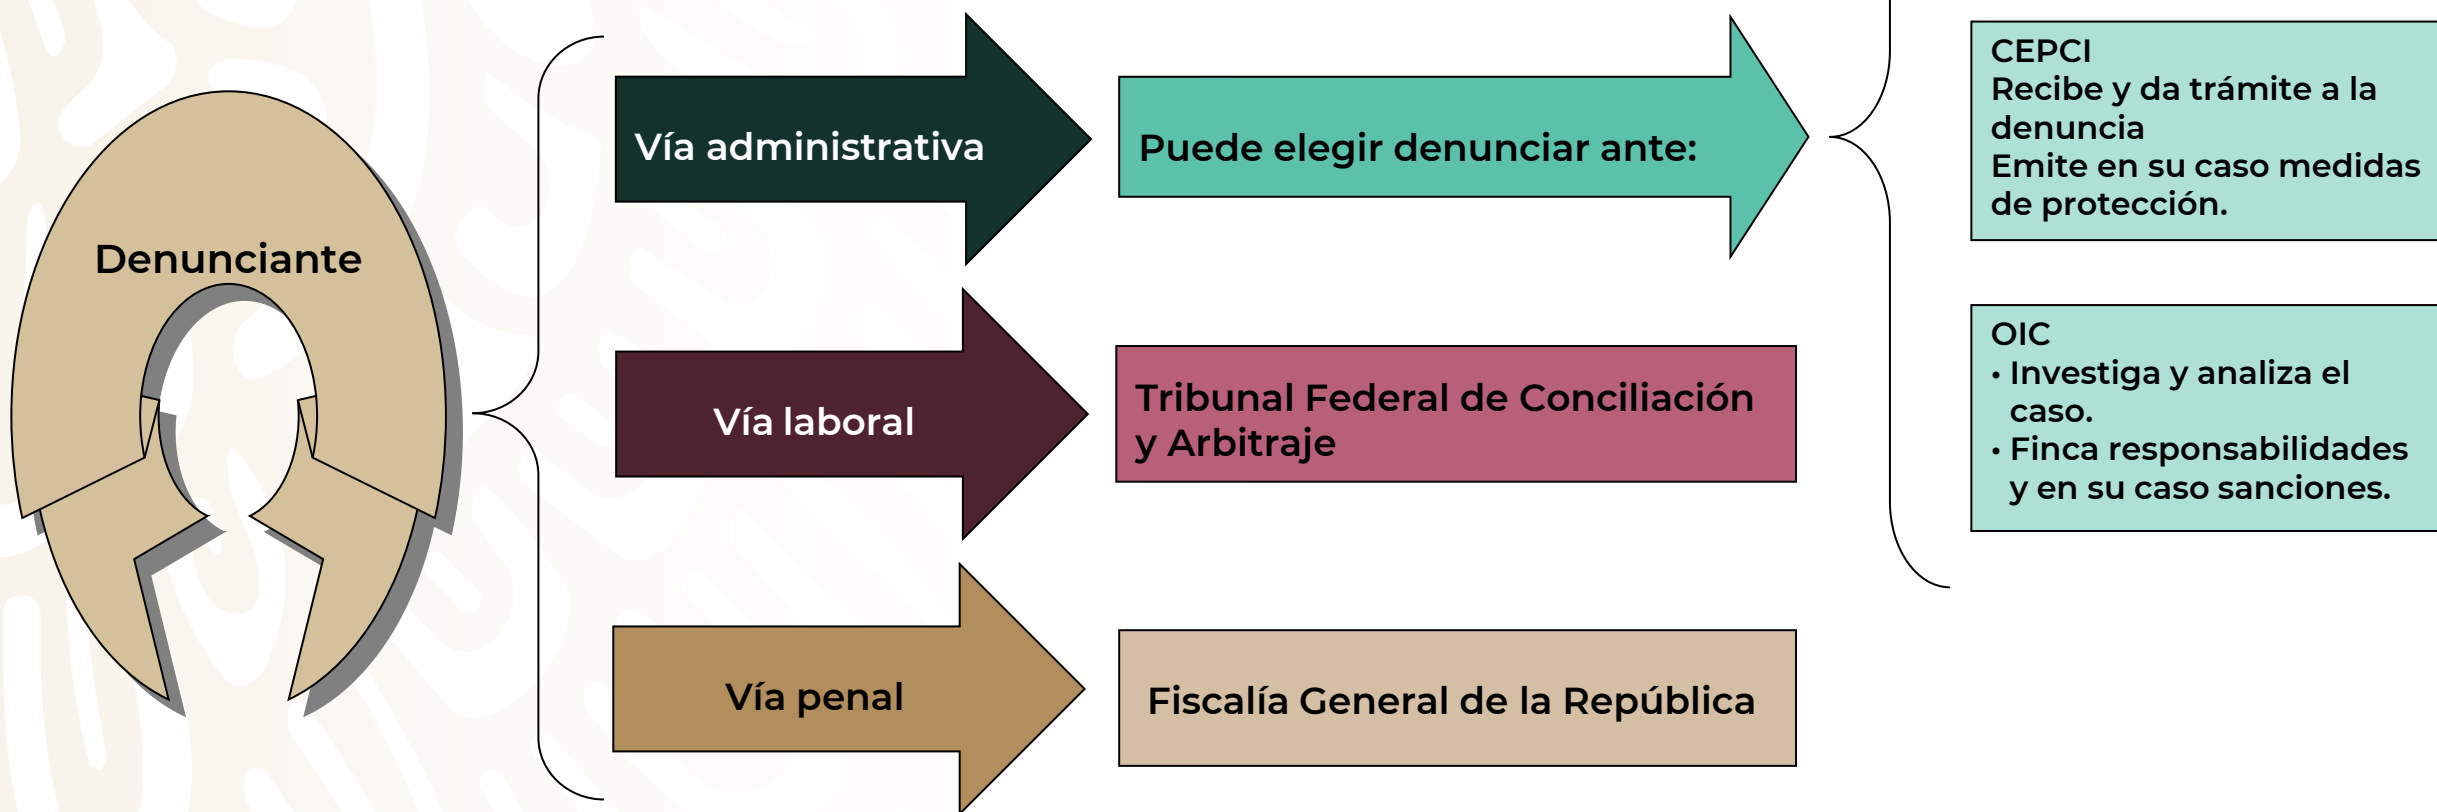 Denunciante
Vía administrativa
Puede elegir denunciar ante:
CEPCI
Recibe y da trámite a la
denuncia
Emite en su caso medidas
de protección.
OIC
• Investiga y analiza el
caso.
• Finca responsabilidades
y en su caso sanciones.
Vía laboral
Tribunal Federal de Conciliación
y Arbitraje
Vía penal
Fiscalía General de la República